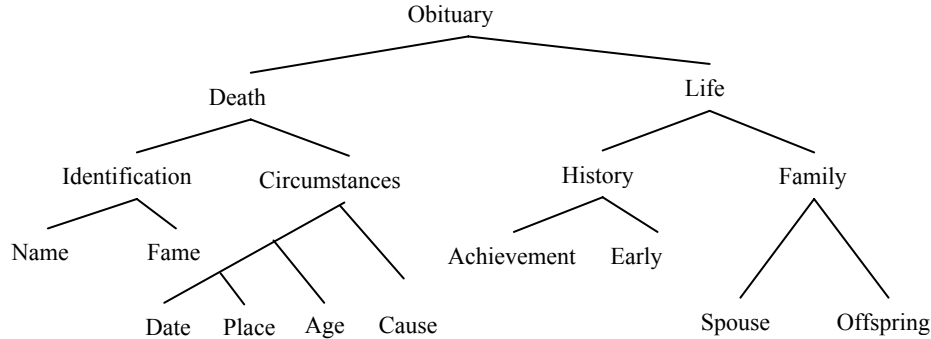 Obituary
Death
Life
Identification
Circumstances
History
Family
Name
Fame
Achievement
Early
Date
Place
Age
Cause
Spouse
Offspring